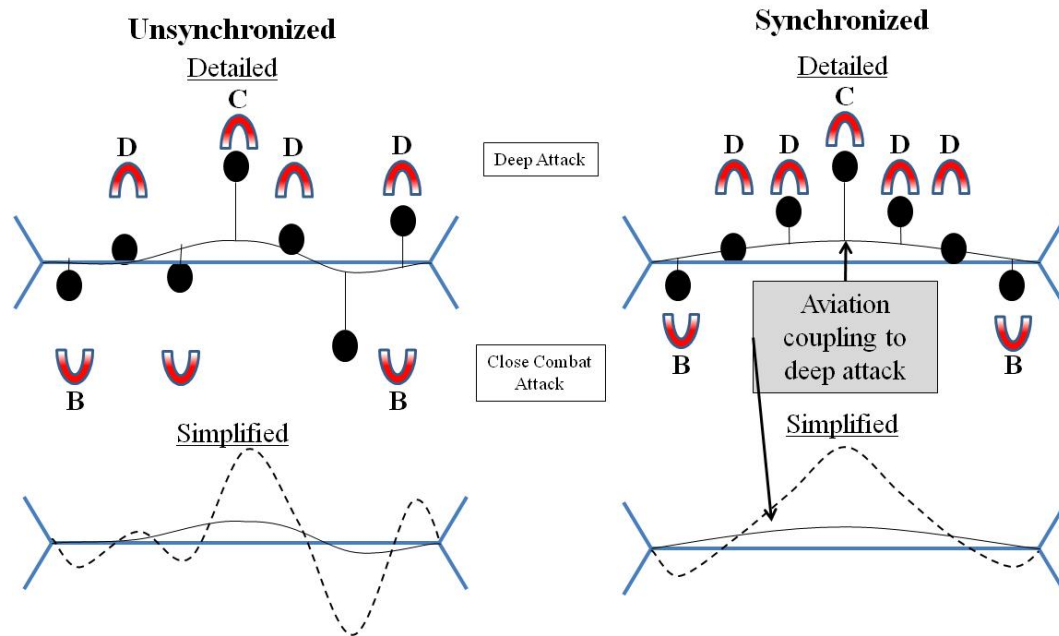 Unsynchronized
Detailed
C
D
D
D
B
B
Simplified
Deep Attack
Close Combat
Attack
Synchronized
Detailed
C
D
D
D
D
B
B
Aviation
coupling to
deep attack
Simplified